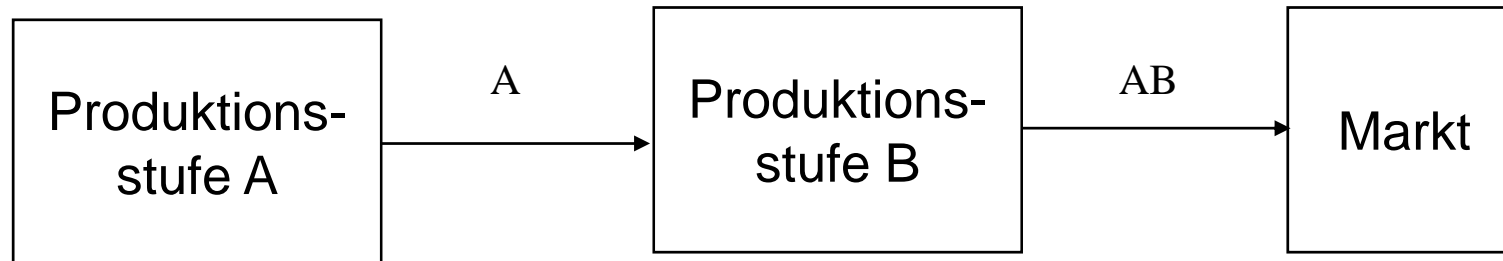 Produktions-
stufe A
A
Produktions-
stufe B
AB
Markt